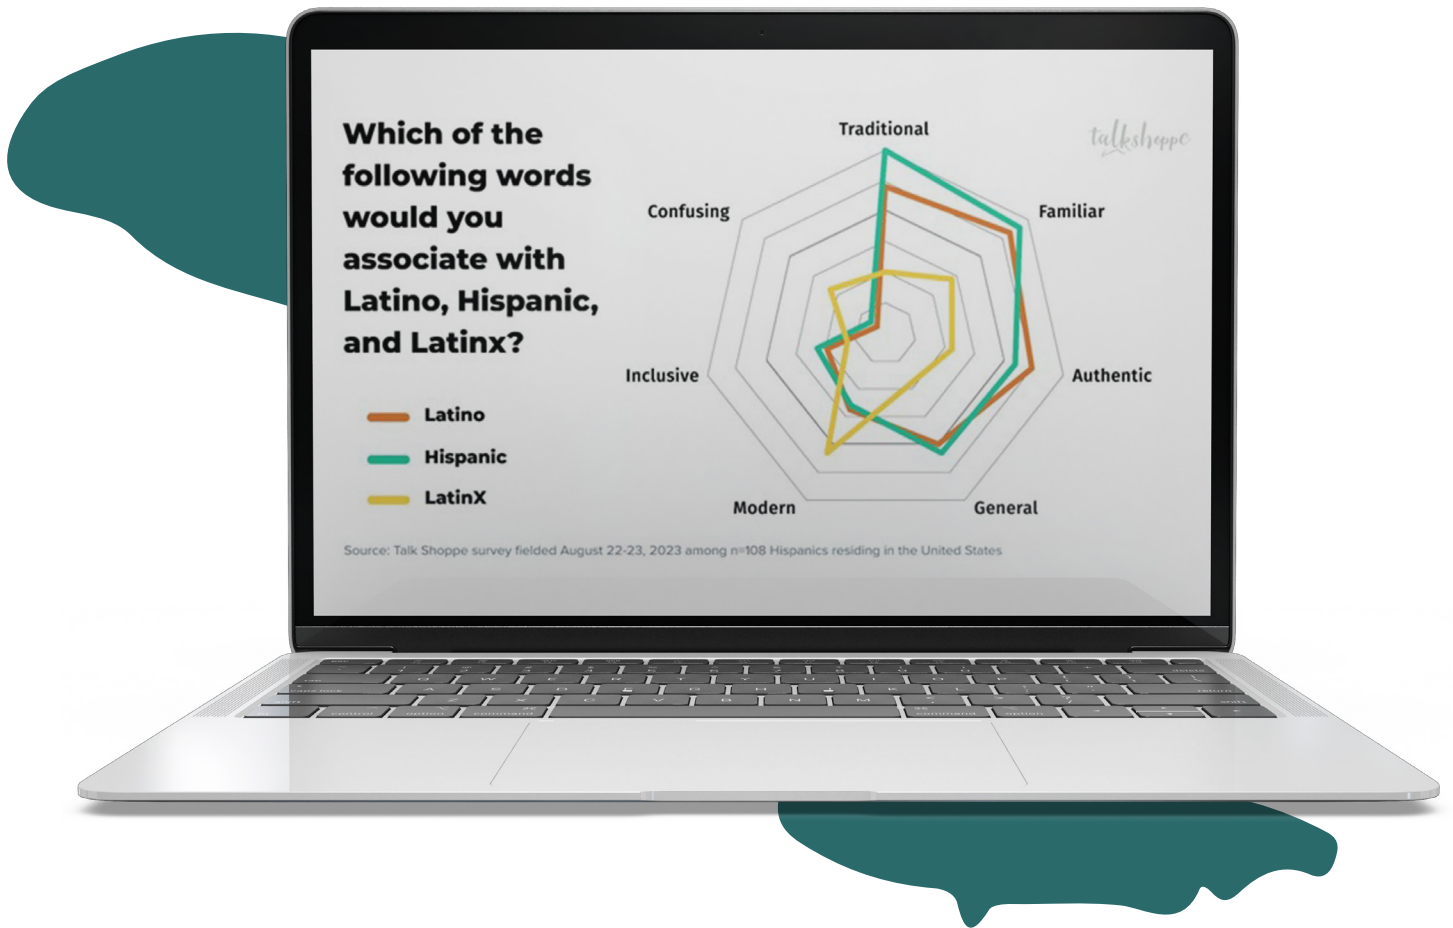 Which of the
following words
would you
associate with
Latino, Hispanic,
and Latinx?
Latino
Hispanic
LatinX
Traditional
Familiar
Authentic
General
Modern
Inclusive
Confusing
talkshoppe
Source: Talk Shoppe survey fielded August 22-23, 2023 among n=108 Hispanics residing in the United States